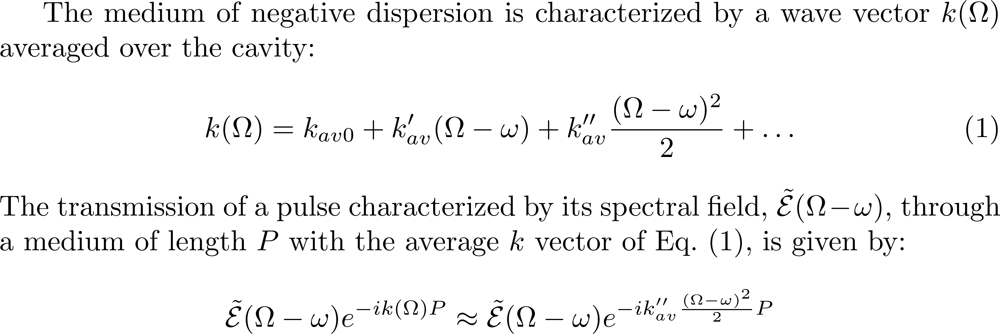 The medium of negative dispersion is characterized by a wave vector $k(\Omega)$
averaged over the cavity:
$k(\Omega) = k_{av0} + k'_{av}(\Omega - \omega) + k''_{av}\frac{(\Omega - \omega)^2}{2} + \ldots$ (1)
The transmission of a pulse characterized by its spectral field, $\tilde{\mathcal{E}}(\Omega - \omega)$, through
a medium of length $P$ with the average $k$ vector of Eq. (1), is given by:
$\tilde{\mathcal{E}}(\Omega - \omega)e^{-ik(\Omega)P} \approx \tilde{\mathcal{E}}(\Omega - \omega)e^{-ik''_{av}\frac{(\Omega - \omega)^2}{2}P}$